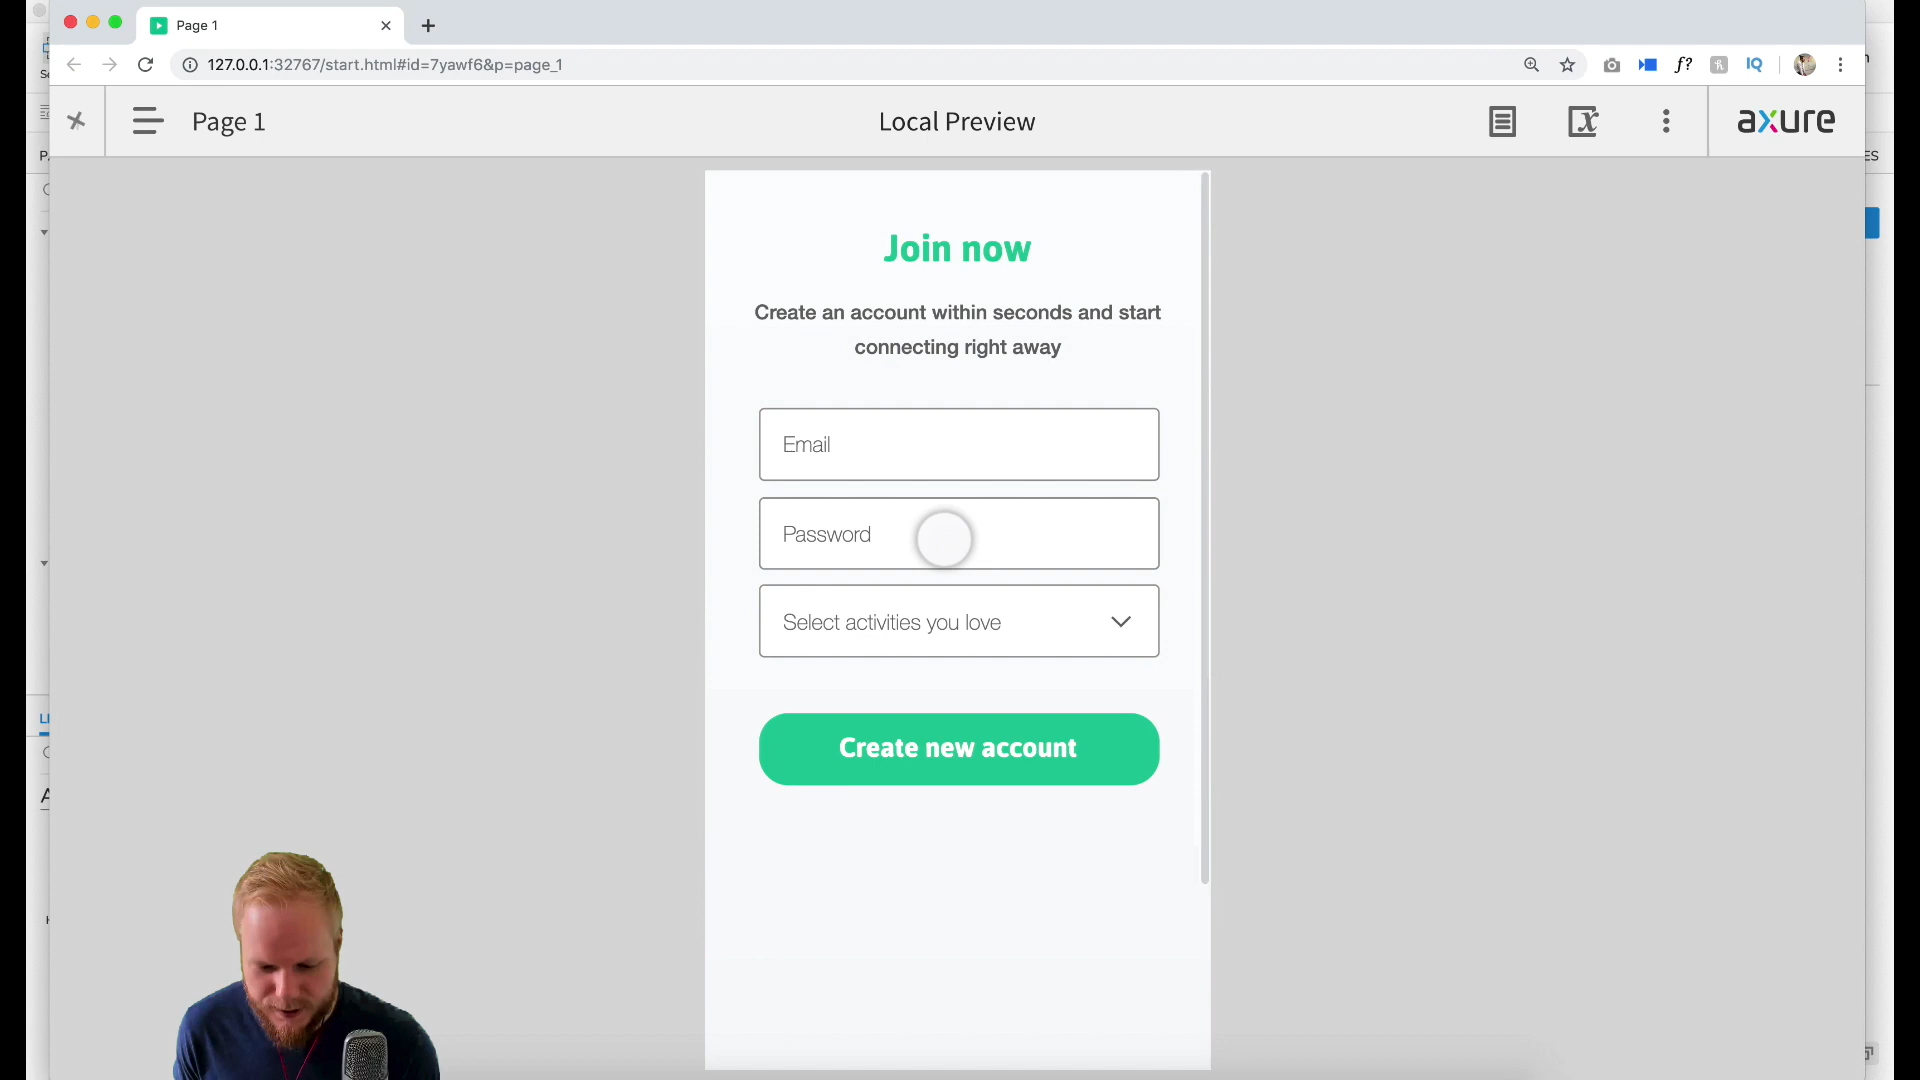 Page 1
127.0.0.1:32767/start.html#id=7yawf6&p=page_1
f?
IQ
Page 1
Local Preview
axure
ES
Join now
Create an account within seconds and start
connecting right away
Email
Password
Select activities you love
Create new account